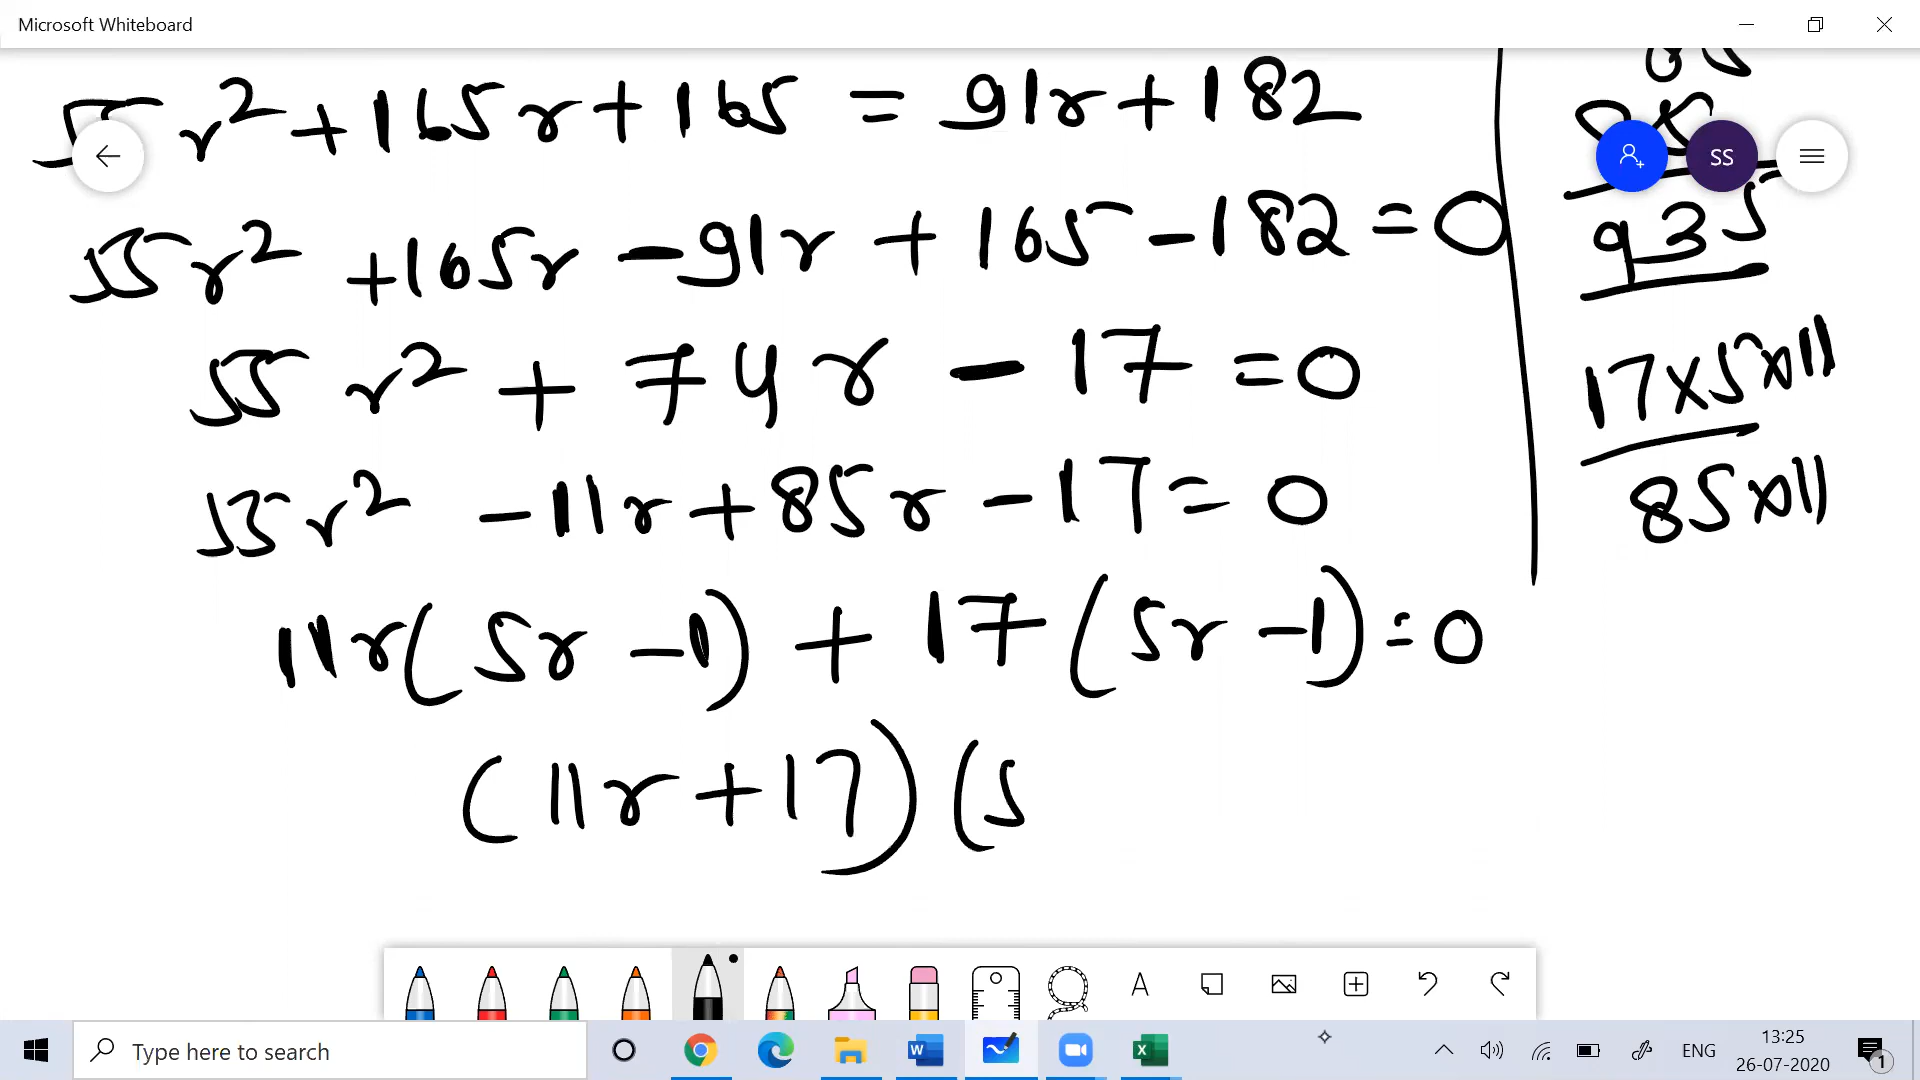 Microsoft Whiteboard
55r²+165r+165 = 91r+182
SS
55r² +165r -91r + 165 -182 = 0
935
55 r² + 74r - 17 = 0
17x5x11
55r² -11r+85r-17 = 0
85x11
11r(5r -1) + 17(5r -1) = 0
(11r+17)(5
A
Type here to search
ENG
13:25
26-07-2020
1